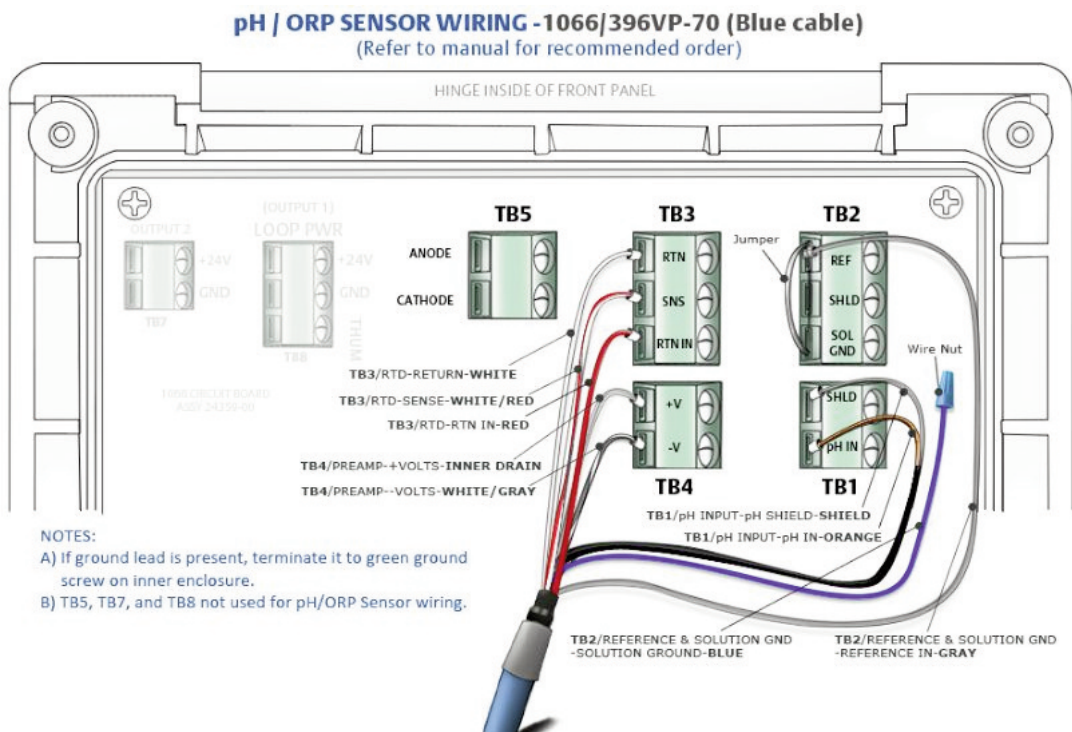 pH / ORP SENSOR WIRING -1066/396VP-70 (Blue cable)
(Refer to manual for recommended order)
HINGE INSIDE OF FRONT PANEL
OUTPUT 2
+24V
GND
TB7
(OUTPUT 1)
LOOP PWR
+24V
GND
THUM
TB8
1066 CIRCUIT BOARD
ASSY 24359-00
TB5
ANODE
CATHODE
TB3
RTN
SNS
RTN IN
TB2
Jumper
REF
SHLD
SOL
GND
Wire Nut
+V
-V
TB4
SHLD
pH IN
TB1
TB3/RTD-RETURN-WHITE
TB3/RTD-SENSE-WHITE/RED
TB3/RTD-RTN IN-RED
TB4/PREAMP-+VOLTS-INNER DRAIN
TB4/PREAMP--VOLTS-WHITE/GRAY
TB1/pH INPUT-pH SHIELD-SHIELD
TB1/pH INPUT-pH IN-ORANGE
NOTES:
A) If ground lead is present, terminate it to green ground
screw on inner enclosure.
B) TB5, TB7, and TB8 not used for pH/ORP Sensor wiring.
TB2/REFERENCE & SOLUTION GND
-SOLUTION GROUND-BLUE
TB2/REFERENCE & SOLUTION GND
-REFERENCE IN-GRAY